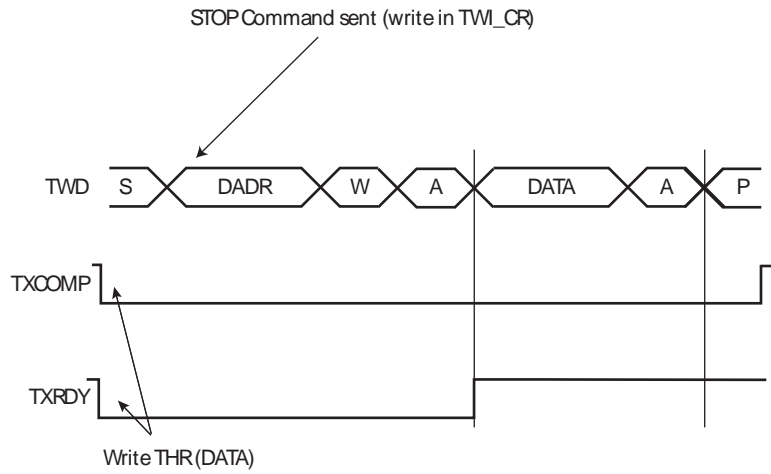 STOP Command sent (write in TWI_CR)
TWD S DADR W A DATA A P
TXCOMP
TXRDY
Write THR (DATA)